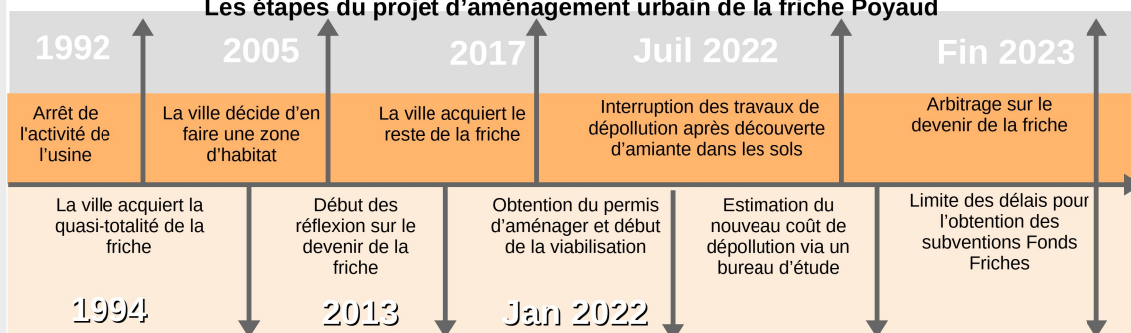 Les étapes du projet d’aménagement urbain de la friche Poyaud
1992
2005
2017
Juil 2022
Fin 2023
Arrêt de
l'activité de
l’usine
La ville décide d’en
faire une zone
d’habitat
La ville acquiert le
reste de la friche
Interruption des travaux de
dépollution après découverte
d’amiante dans les sols
Arbitrage sur le
devenir de la friche
La ville acquiert la
quasi-totalité de la
friche
Début des
réflexion sur le
devenir de la
friche
Obtention du permis
d’aménager et début
de la viabilisation
Estimation du
nouveau coût de
dépollution via un
bureau d’étude
Limite des délais pour
l’obtention des
subventions Fonds
Friches
1994
2013
Jan 2022